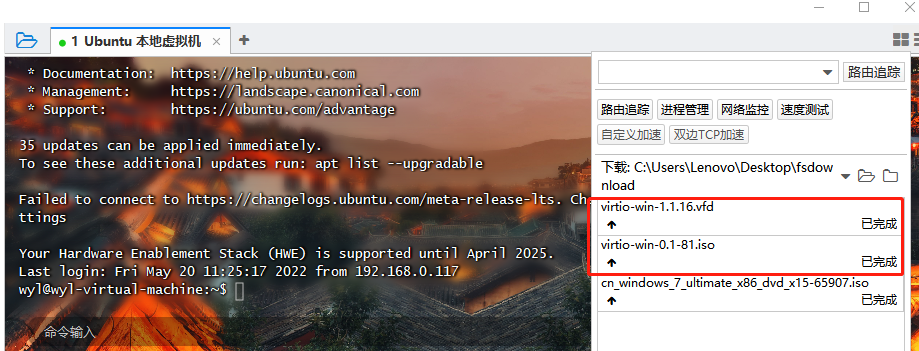 1 Ubuntu 本地虚拟机
* Documentation:  https://help.ubuntu.com
* Management:     https://landscape.canonical.com
* Support:        https://ubuntu.com/advantage
35 updates can be applied immediately.
To see these additional updates run: apt list --upgradable
Failed to connect to https://changelogs.ubuntu.com/meta-release-lts. Ch
ttings
Your Hardware Enablement Stack (HWE) is supported until April 2025.
Last login: Fri May 20 11:25:17 2022 from 192.168.0.117
wyl@wyl-virtual-machine:~$
命令输入
路由追踪
路由追踪 进程管理 网络监控 速度测试
自定义加速 双边TCP加速
下载: C:\Users\Lenovo\Desktop\fsdow
nload
virtio-win-1.1.16.vfd
已完成
virtio-win-0.1-81.iso
已完成
cn_windows_7_ultimate_x86_dvd_x15-65907.iso
已完成